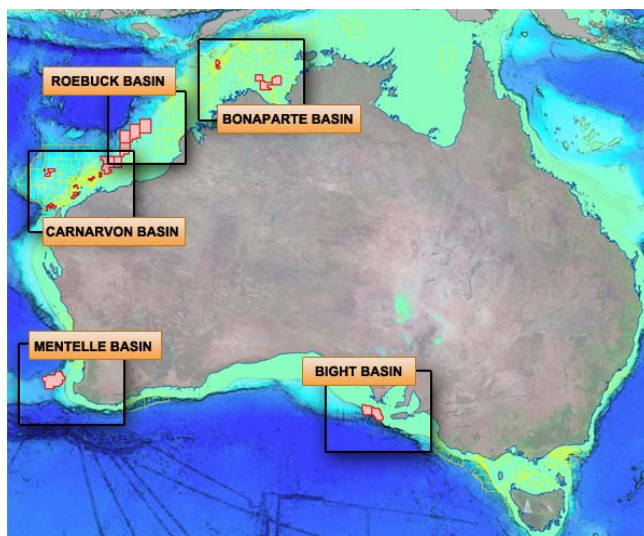 ROEBUCK BASIN
BONAPARTE BASIN
CARNARVON BASIN
MENTELLE BASIN
BIGHT BASIN